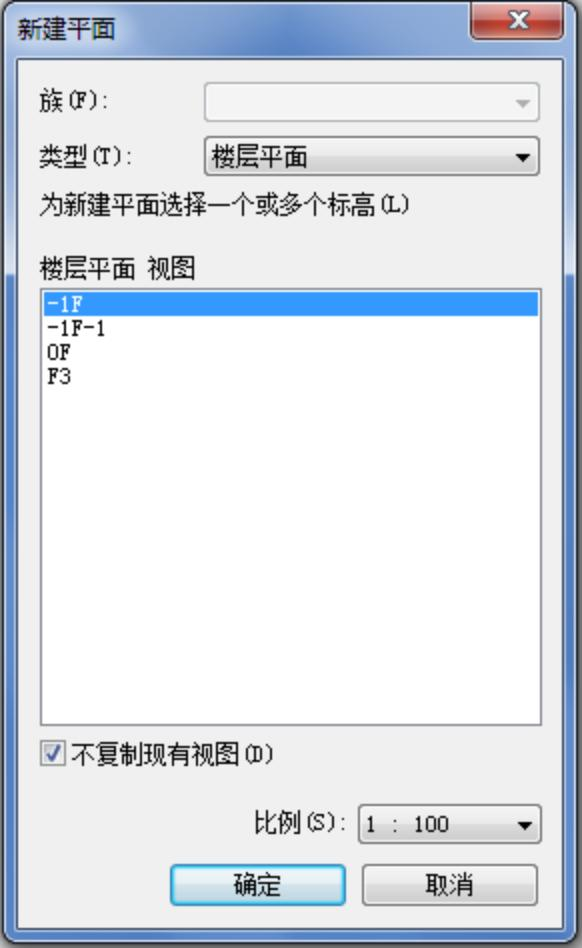 新建平面
族(F):
类型(T): 楼层平面
为新建平面选择一个或多个标高(L)
楼层平面 视图
-1F
-1F-1
0F
F3
不复制现有视图(D)
比例(S): 1 : 100
确定 取消